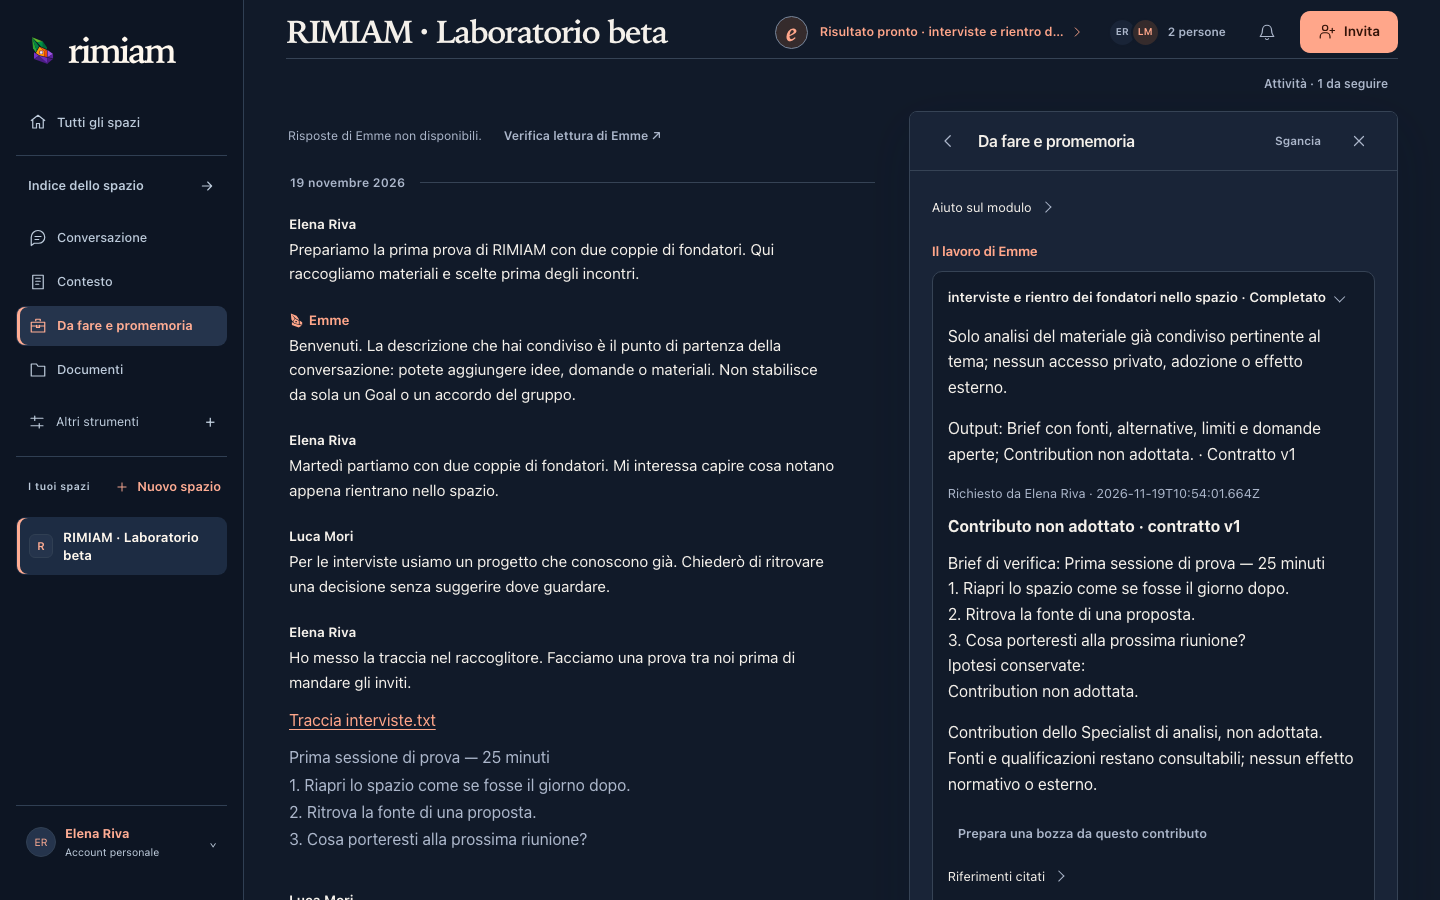 rimiam
Tutti gli spazi
Indice dello spazio
Conversazione
Contesto
Da fare e promemoria
Documenti
Altri strumenti
I tuoi spazi
Nuovo spazio
R
RIMIAM · Laboratorio
beta
ER
Elena Riva
Account personale
RIMIAM · Laboratorio beta
e
Risultato pronto · interviste e rientro d...
ER
LM
2 persone
Invita
Attività · 1 da seguire
Risposte di Emme non disponibili.
Verifica lettura di Emme
19 novembre 2026
Elena Riva
Prepariamo la prima prova di RIMIAM con due coppie di fondatori. Qui
raccogliamo materiali e scelte prima degli incontri.
Emme
Benvenuti. La descrizione che hai condiviso è il punto di partenza della
conversazione: potete aggiungere idee, domande o materiali. Non stabilisce
da sola un Goal o un accordo del gruppo.
Elena Riva
Martedì partiamo con due coppie di fondatori. Mi interessa capire cosa notano
appena rientrano nello spazio.
Luca Mori
Per le interviste usiamo un progetto che conoscono già. Chiederò di ritrovare
una decisione senza suggerire dove guardare.
Elena Riva
Ho messo la traccia nel raccoglitore. Facciamo una prova tra noi prima di
mandare gli inviti.
Traccia interviste.txt
Prima sessione di prova — 25 minuti
1. Riapri lo spazio come se fosse il giorno dopo.
2. Ritrova la fonte di una proposta.
3. Cosa porteresti alla prossima riunione?
Luca Mori
Da fare e promemoria
Sgancia
Aiuto sul modulo
Il lavoro di Emme
interviste e rientro dei fondatori nello spazio · Completato
Solo analisi del materiale già condiviso pertinente al
tema; nessun accesso privato, adozione o effetto
esterno.
Output: Brief con fonti, alternative, limiti e domande
aperte; Contribution non adottata. · Contratto v1
Richiesto da Elena Riva · 2026-11-19T10:54:01.664Z
Contributo non adottato · contratto v1
Brief di verifica: Prima sessione di prova — 25 minuti
1. Riapri lo spazio come se fosse il giorno dopo.
2. Ritrova la fonte di una proposta.
3. Cosa porteresti alla prossima riunione?
Ipotesi conservate:
Contribution non adottata.
Contribution dello Specialist di analisi, non adottata.
Fonti e qualificazioni restano consultabili; nessun effetto
normativo o esterno.
Prepara una bozza da questo contributo
Riferimenti citati